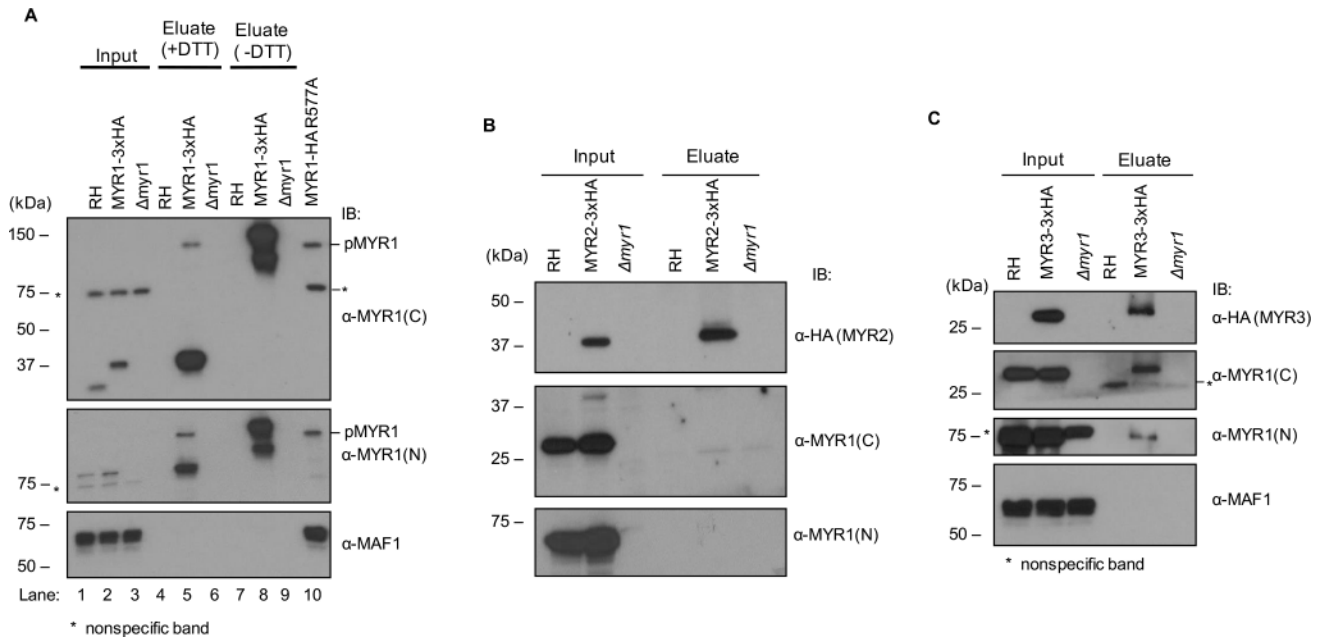 A
Input
Eluate
(+DTT)
Eluate
( -DTT)
RH
MYR1-3xHA
Δmyr1
RH
MYR1-3xHA
Δmyr1
RH
MYR1-3xHA
Δmyr1
MYR1-HA R577A
(kDa)
IB:
150 –
pMYR1
75 – *
*
α-MYR1(C)
50 –
37 –
pMYR1
α-MYR1(N)
75 – *
75 –
α-MAF1
50 –
Lane: 1 2 3 4 5 6 7 8 9 10
* nonspecific band
B
Input
Eluate
RH
MYR2-3xHA
Δmyr1
RH
MYR2-3xHA
Δmyr1
(kDa)
IB:
50 –
α-HA (MYR2)
37 –
37 –
α-MYR1(C)
25 –
75 –
α-MYR1(N)
C
Input
Eluate
RH
MYR3-3xHA
Δmyr1
RH
MYR3-3xHA
Δmyr1
(kDa)
IB:
α-HA (MYR3)
25 –
α-MYR1(C)
*
25 –
* 75 –
α-MYR1(N)
75 –
α-MAF1
50 –
* nonspecific band